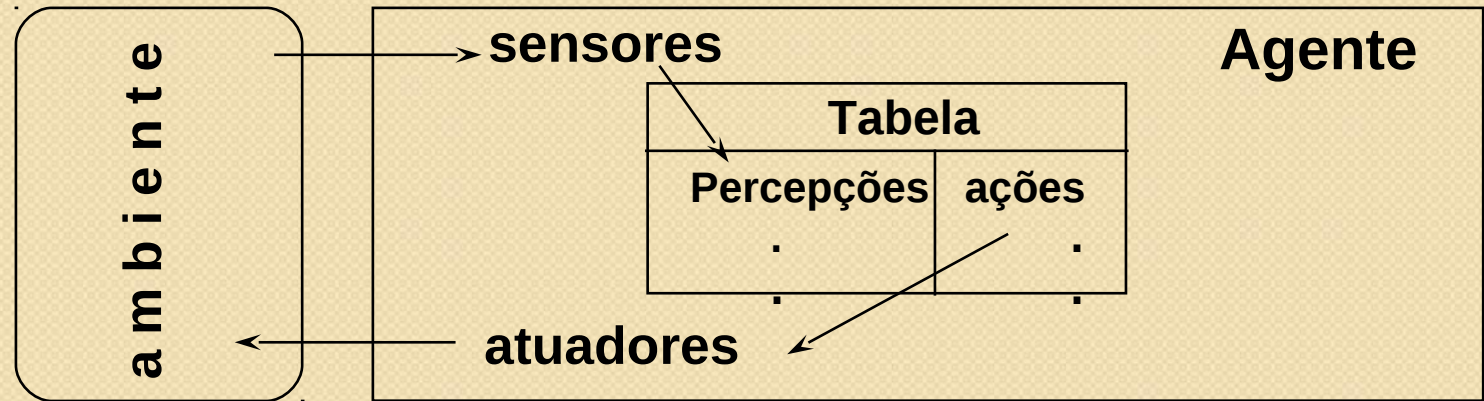 ambiente
sensores
Agente
Tabela
Percepções ações
. .
. .
atuadores